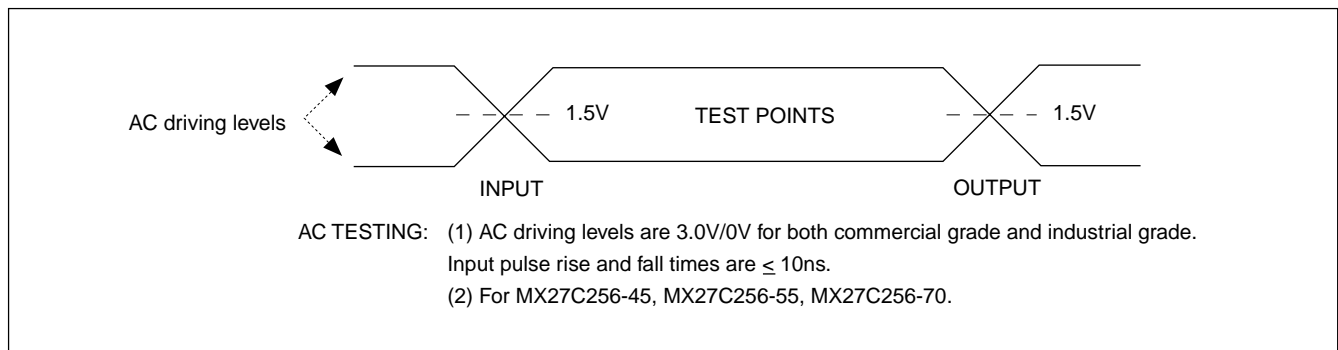 AC driving levels
1.5V
TEST POINTS
1.5V
INPUT
OUTPUT
AC TESTING: (1) AC driving levels are 3.0V/0V for both commercial grade and industrial grade.
Input pulse rise and fall times are ≤ 10ns.
(2) For MX27C256-45, MX27C256-55, MX27C256-70.